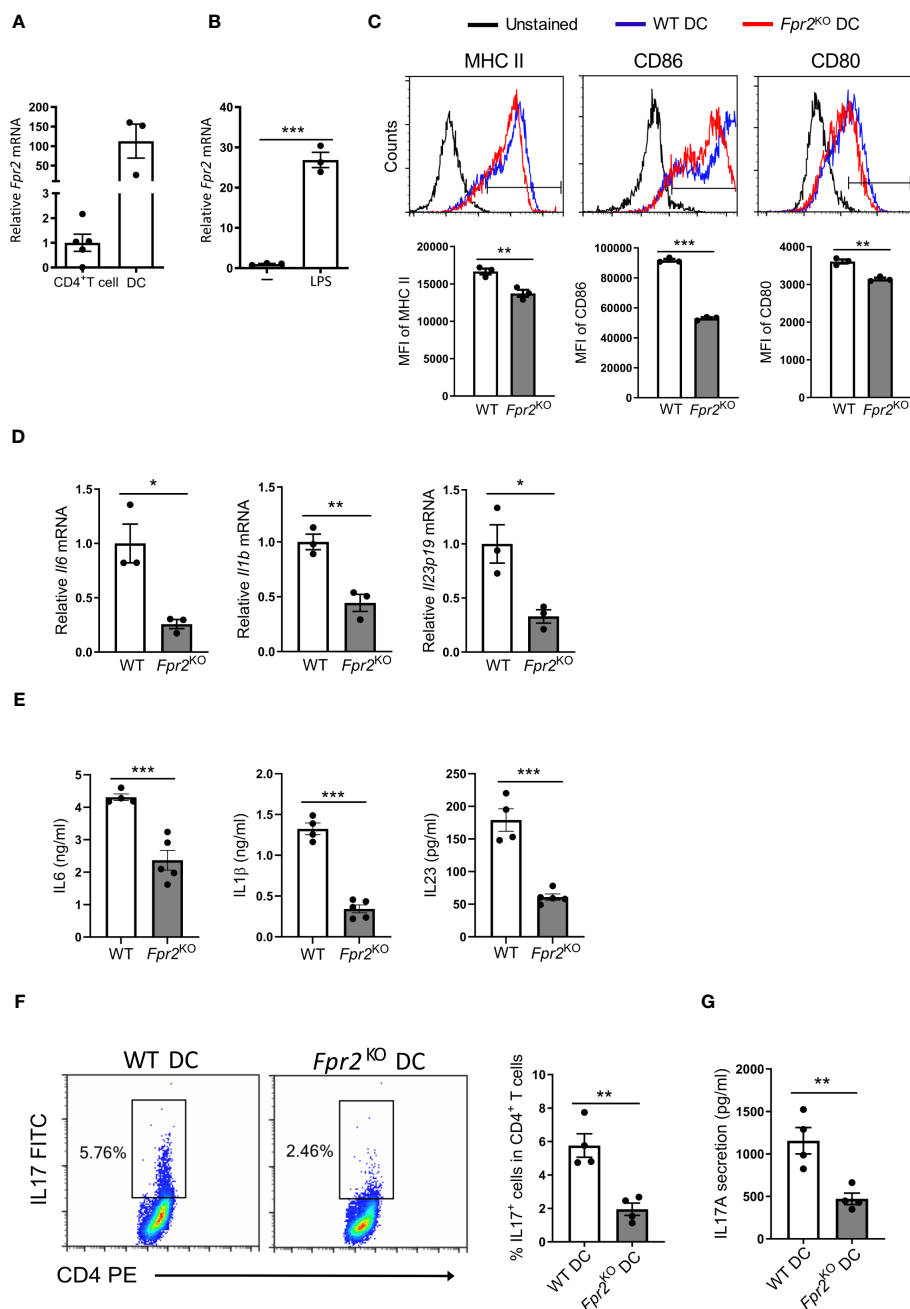 A
B
C
Unstained
WT DC
Fpr2KO DC
MHC II
CD86
CD80
Relative Fpr2 mRNA
200
150
100
50
3
2
1
0
CD4+T cell
DC
Relative Fpr2 mRNA
40
30
20
10
0
***
—
LPS
Counts
MFI of MHC II
20000
15000
10000
5000
0
**
WT
Fpr2KO
MFI of CD86
100000
80000
60000
40000
20000
0
***
WT
Fpr2KO
MFI of CD80
4000
3000
2000
1000
0
**
WT
Fpr2KO
D
Relative Il6 mRNA
1.5
1.0
0.5
0.0
*
WT
Fpr2KO
Relative Il1b mRNA
1.5
1.0
0.5
0.0
**
WT
Fpr2KO
Relative Il23p19 mRNA
1.5
1.0
0.5
0.0
*
WT
Fpr2KO
E
IL6 (ng/ml)
5
4
3
2
1
0
***
WT
Fpr2KO
IL1β (ng/ml)
2.0
1.5
1.0
0.5
0.0
***
WT
Fpr2KO
IL23 (pg/ml)
250
200
150
100
50
0
***
WT
Fpr2KO
F
WT DC
Fpr2 KO DC
IL17 FITC
5.76%
2.46%
CD4 PE
% IL17+ cells in CD4+ T cells
10
8
6
4
2
0
**
WT DC
Fpr2KO DC
G
IL17A secretion (pg/ml)
2000
1500
1000
500
0
**
WT DC
Fpr2KO DC